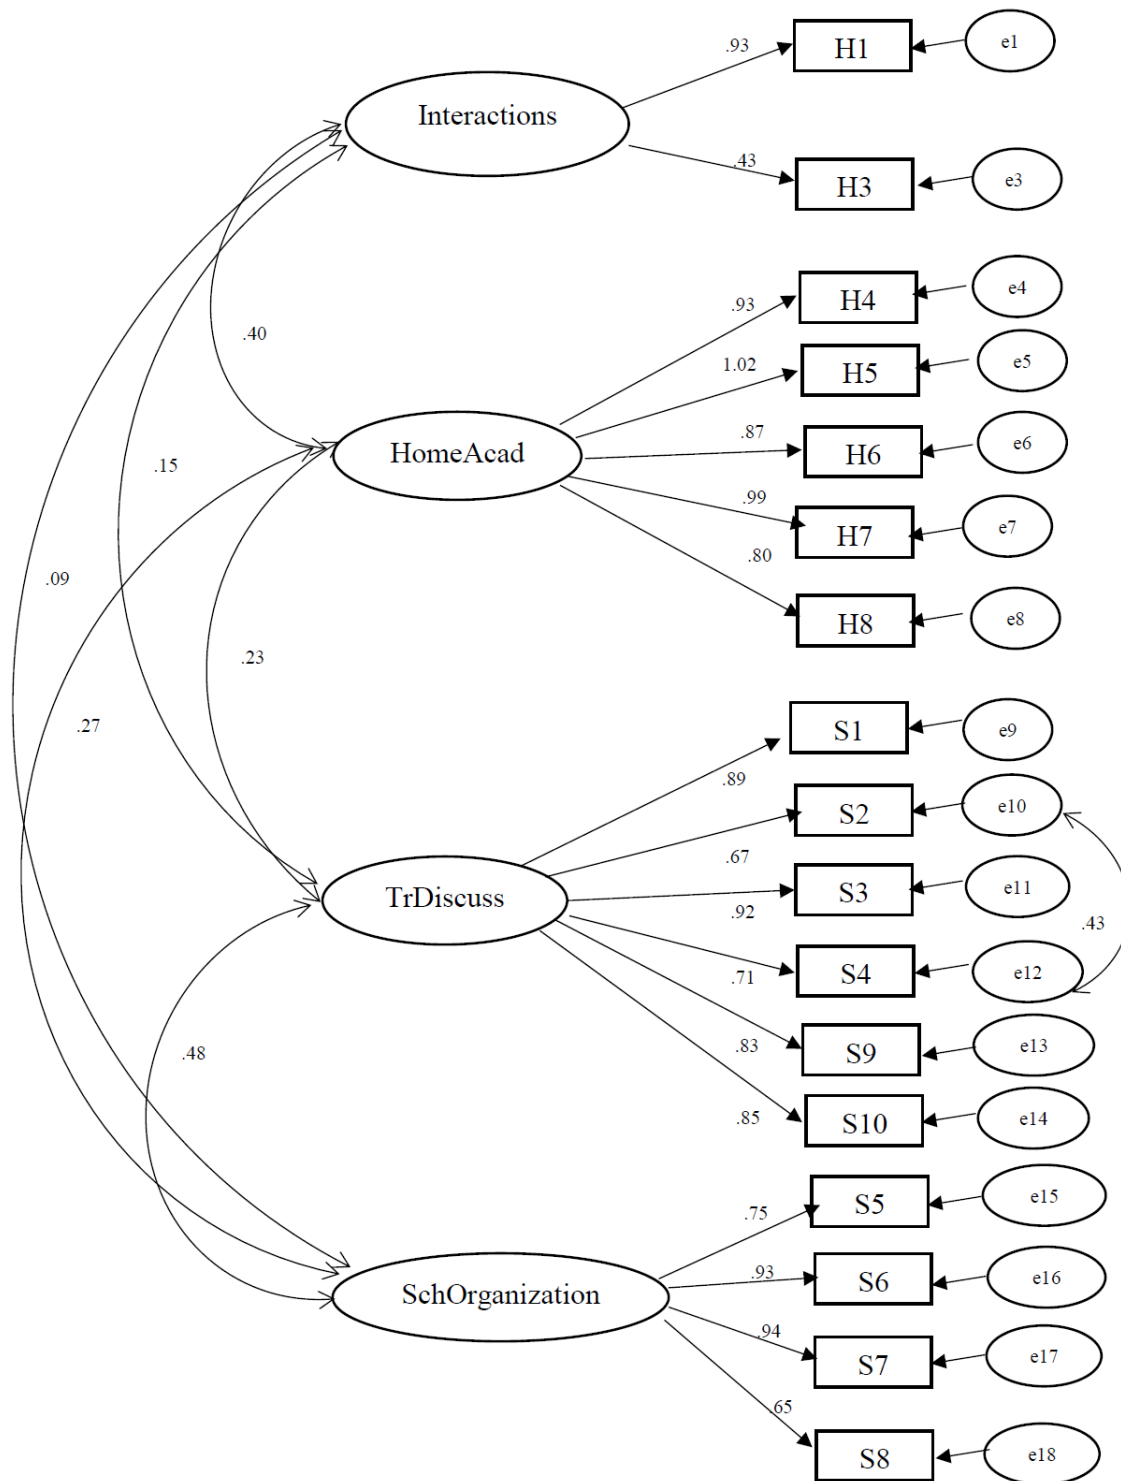 .93
H1
e1
Interactions
.43
H3
e3
.40
.93
H4
e4
1.02
H5
e5
HomeAcad
.87
H6
e6
.15
.99
H7
e7
.09
.80
H8
e8
.23
.27
S1
e9
.89
S2
e10
.67
TrDiscuss
S3
e11
.92
.43
S4
e12
.71
.48
.83
S9
e13
.85
S10
e14
.75
S5
e15
SchOrganization
.93
S6
e16
.94
S7
e17
.65
S8
e18